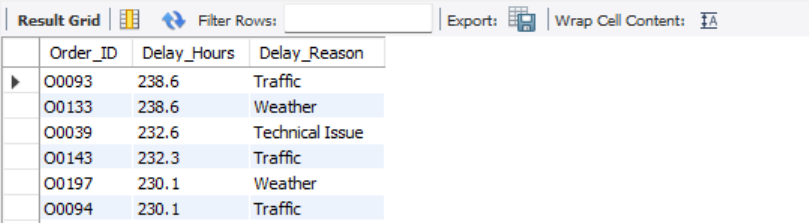 Result Grid Filter Rows: Export: Wrap Cell Content: IA
Order_ID Delay_Hours Delay_Reason
O0093 238.6 Traffic
O0133 238.6 Weather
O0039 232.6 Technical Issue
O0143 232.3 Traffic
O0197 230.1 Weather
O0094 230.1 Traffic